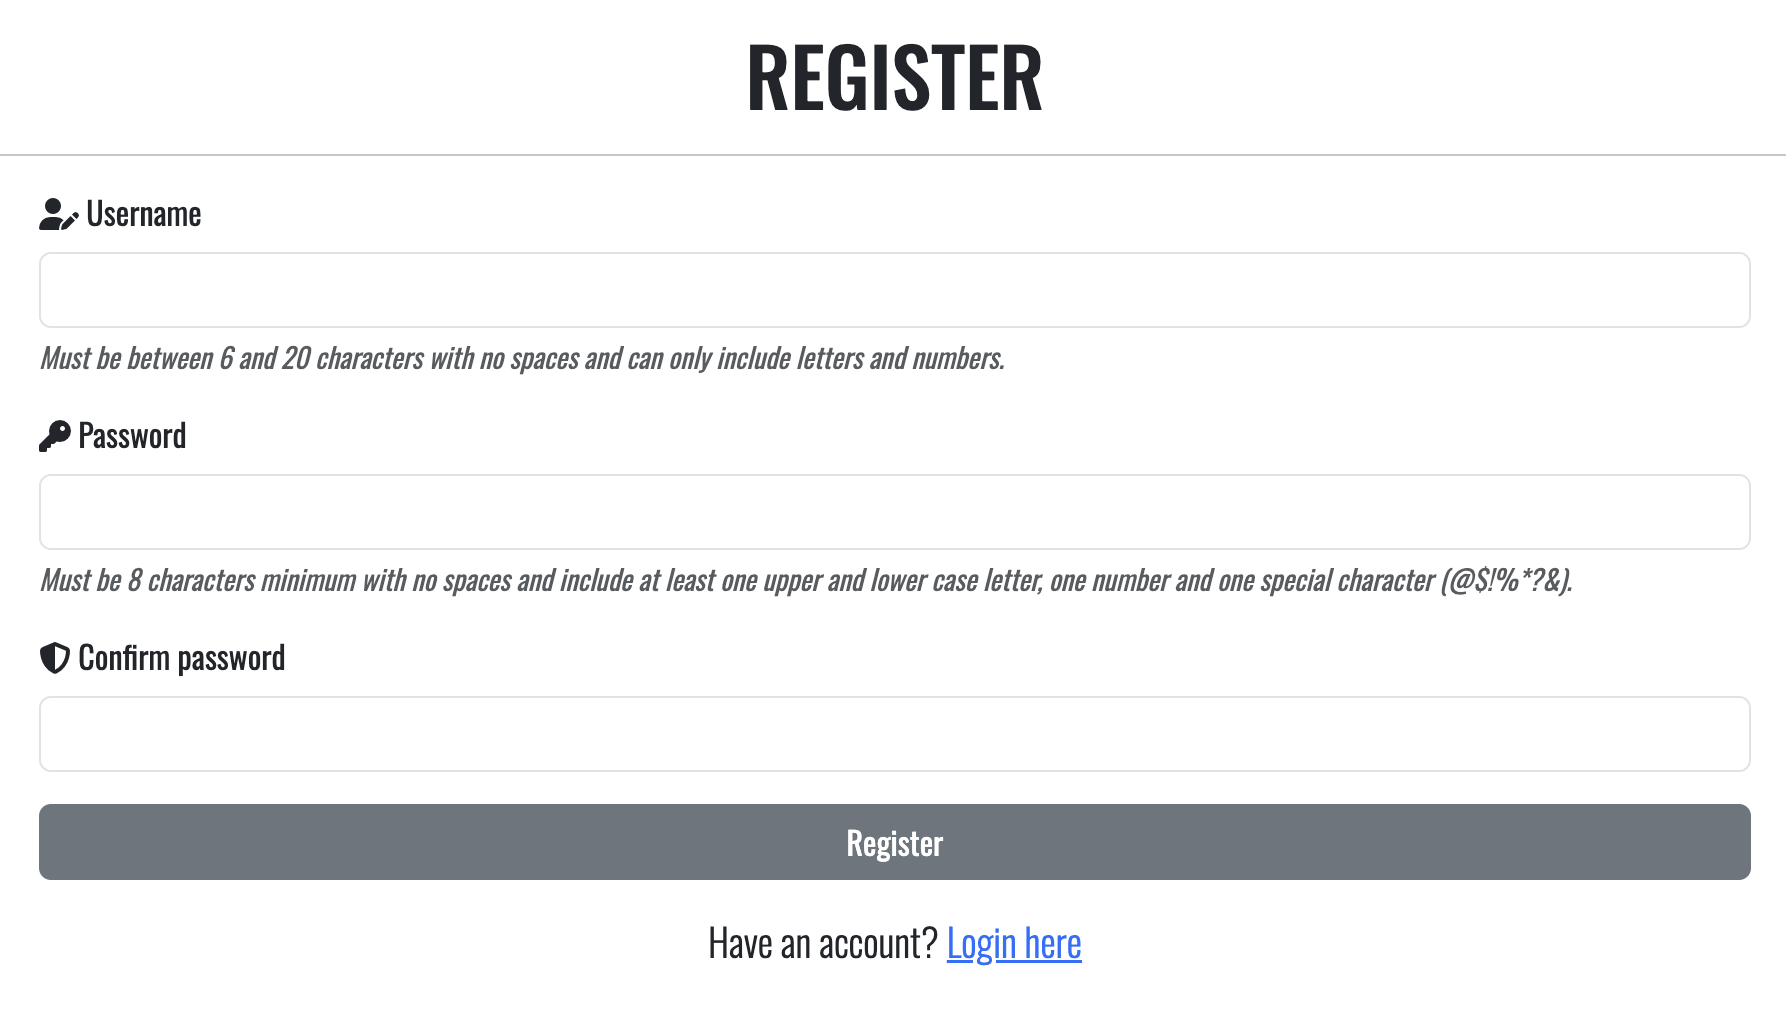 REGISTER
Username
Must be between 6 and 20 characters with no spaces and can only include letters and numbers.
Password
Must be 8 characters minimum with no spaces and include at least one upper and lower case letter, one number and one special character (@$!%*?&).
Confirm password
Register
Have an account? Login here